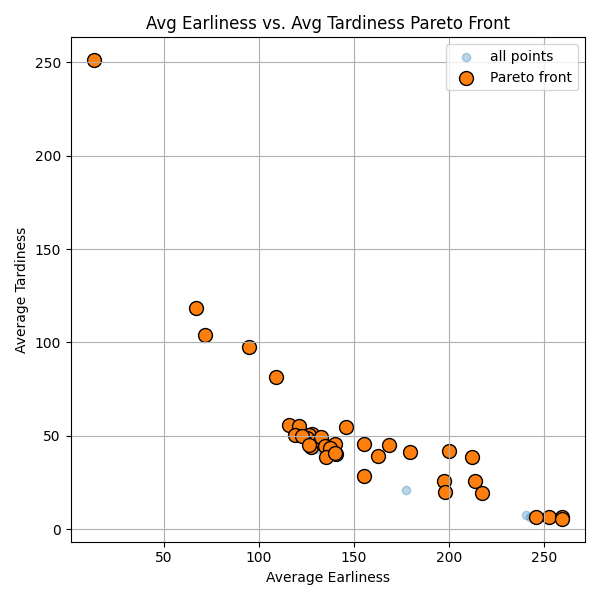 Avg Earliness vs. Avg Tardiness Pareto Front
all points
Pareto front
250
200
150
100
50
0
Average Tardiness
50
100
150
200
250
Average Earliness